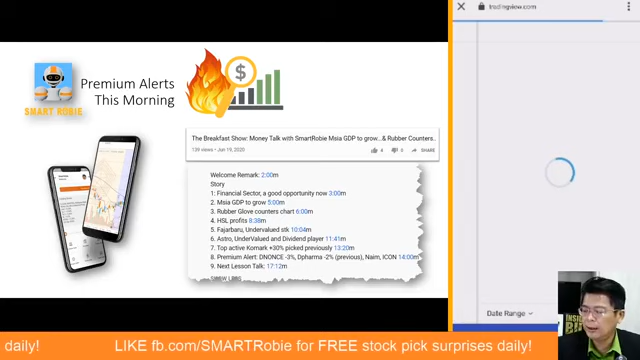 tradingview.com
Premium Alerts
This Morning
SMART ROBIE
$
The Breakfast Show: Money Talk with SmartRobie Msia GDP to grow.. & Rubber Counters..
139 views • Jun 19, 2020
4
0
SHARE
Welcome Remark: 2:00m
Story
1: Financial Sector, a good opportunity now 3:00m
2: Msia GDP to grow 5:00m
3: Rubber Glove counters chart 6:00m
4: HSL profits 8:38m
5: Fajarbaru, Undervalued stk 10:04m
6: Astro, UnderValued and Dividend player 11:41m
7: Top active Komark +30% picked previously 13:20m
8: Premium Alert: DNONCE -3%, Dpharma -2% (previous), Naim, ICON 14:00m
9: Next Lesson Talk: 17:12m
SHOW LESS
Date Range
daily! LIKE fb.com/SMARTRobie for FREE stock pick surprises daily!